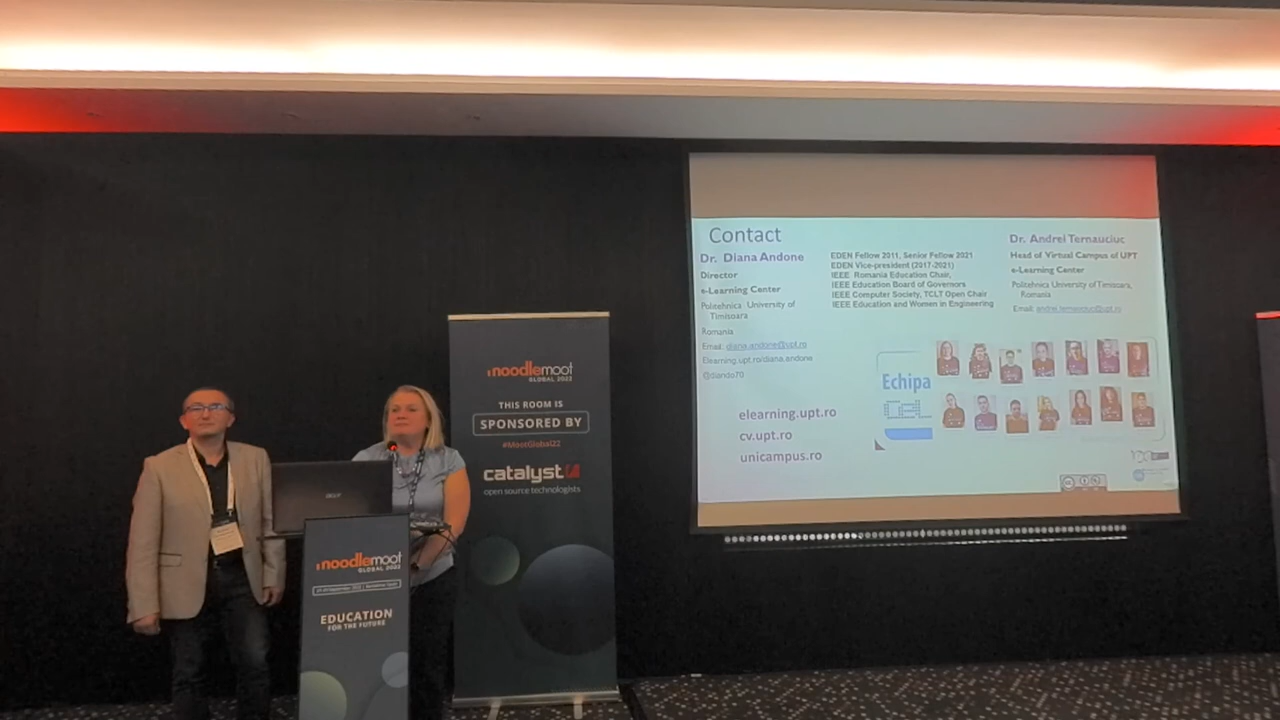 moodlemoot
GLOBAL 2022
THIS ROOM IS
SPONSORED BY
#MootGlobal22
catalyst
open source technologists
acer
moodlemoot
GLOBAL 2022
EDUCATION
FOR THE FUTURE
Contact
Dr. Diana Andone
Director
e-Learning Center
Politehnica University of
Timisoara
Romania
Email: diana.andone@upt.ro
Elearning.upt.ro/diana.andone
@diando70
EDEN Fellow 2011, Senior Fellow 2021
EDEN Vice-president (2017-2021)
IEEE Romania Education Chair,
IEEE Education Board of Governors
IEEE Computer Society, TCLT Open Chair
IEEE Education and Women in Engineering
Dr. Andrei Ternauciuc
Head of Virtual Campus of UPT
e-Learning Center
Politehnica University of Timisoara,
Romania
Email: andrei.ternauciuc@upt.ro
elearning.upt.ro
cv.upt.ro
unicampus.ro
Echipa
CeL